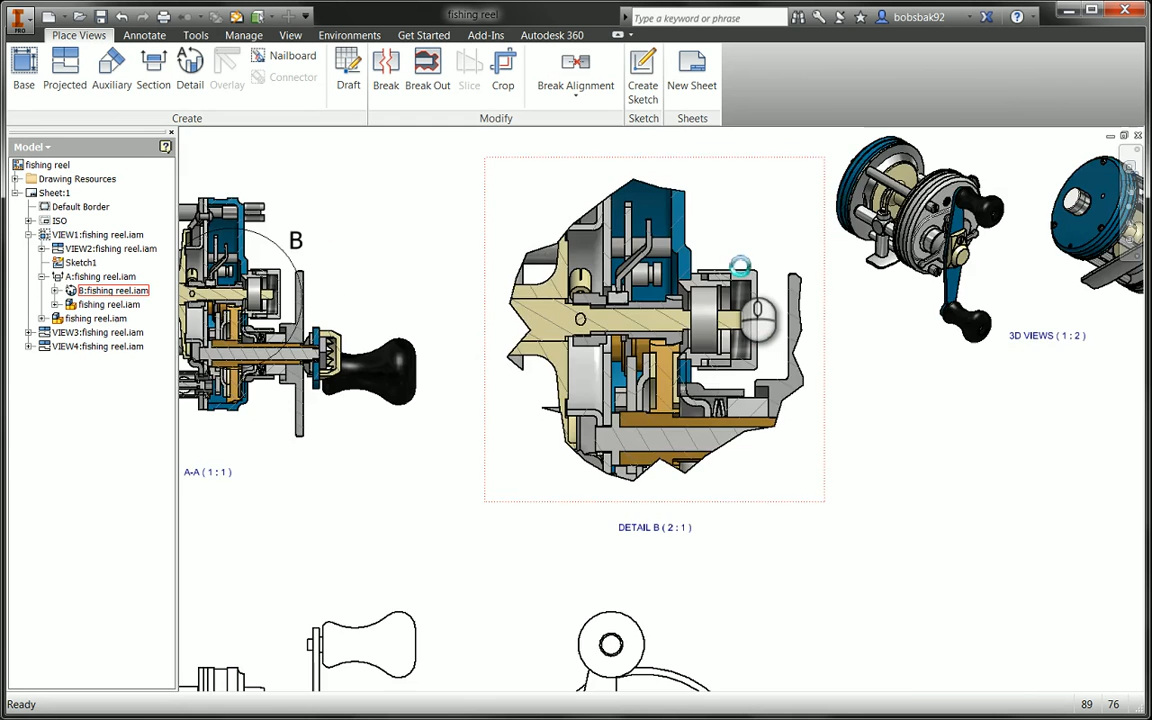 PRO
fishing reel
Type a keyword or phrase
bobsbak92
Place Views
Annotate
Tools
Manage
View
Environments
Get Started
Add-Ins
Autodesk 360
Base
Projected
Auxiliary
Section
Detail
Overlay
Nailboard
Connector
Draft
Break
Break Out
Slice
Crop
Break Alignment
Create
Sketch
New Sheet
Create
Modify
Sketch
Sheets
Model
fishing reel
Drawing Resources
Sheet:1
Default Border
ISO
VIEW1:fishing reel.iam
VIEW2:fishing reel.iam
Sketch1
A:fishing reel.iam
B:fishing reel.iam
fishing reel.iam
fishing reel.iam
VIEW3:fishing reel.iam
VIEW4:fishing reel.iam
B
A-A ( 1 : 1 )
DETAIL B ( 2 : 1 )
3D VIEWS ( 1 : 2 )
Ready
89
76